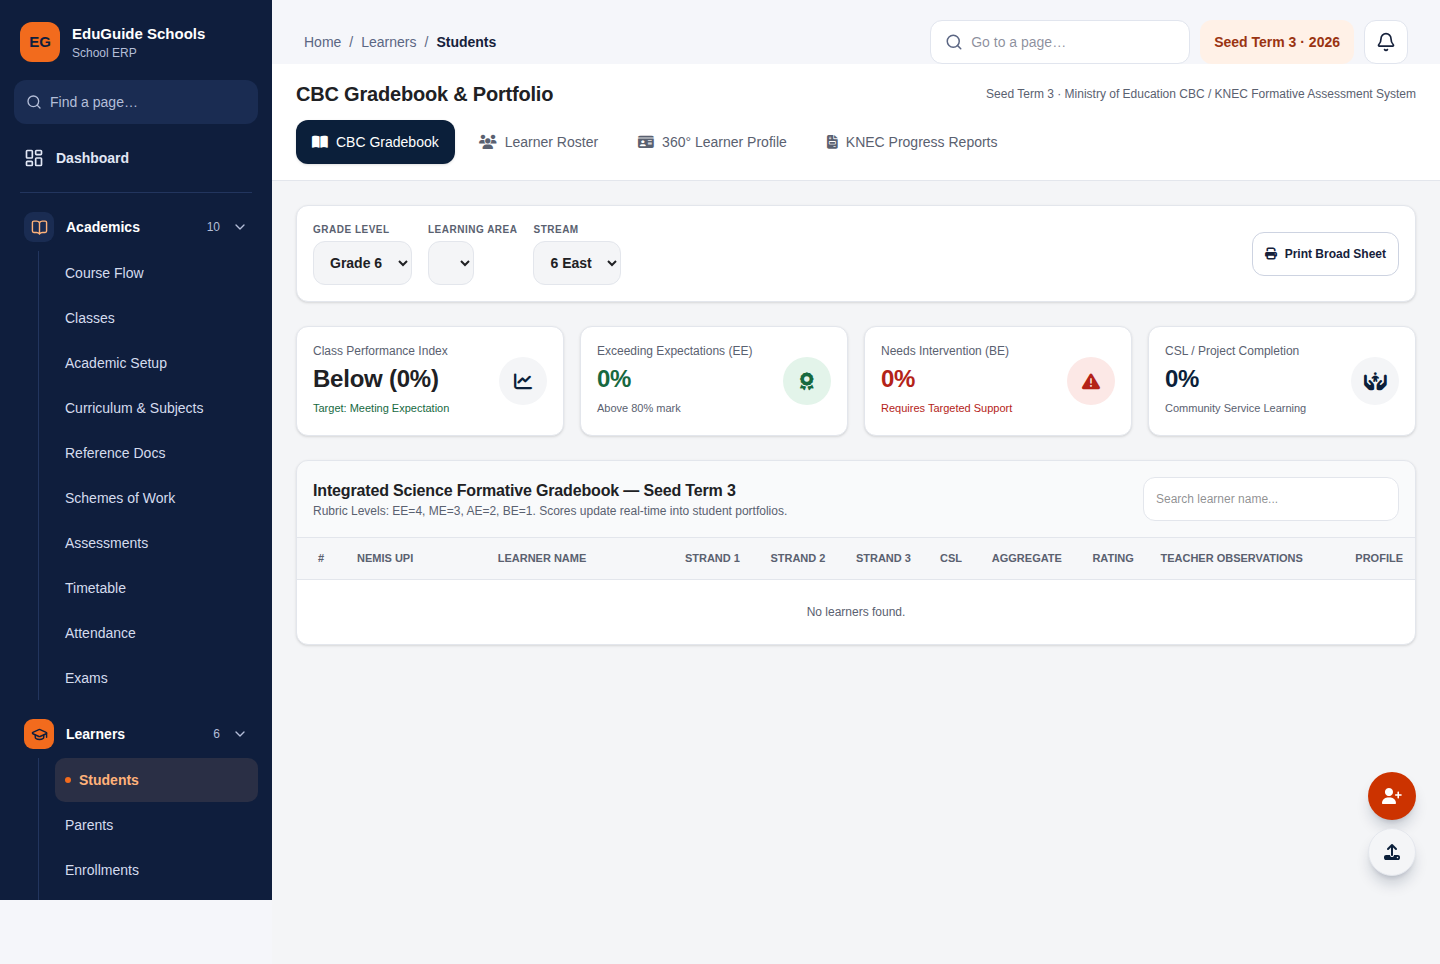 EG
EduGuide Schools
School ERP
Find a page…
Dashboard
Academics 10
Course Flow
Classes
Academic Setup
Curriculum & Subjects
Reference Docs
Schemes of Work
Assessments
Timetable
Attendance
Exams
Learners 6
Students
Parents
Enrollments
Home / Learners / Students
Go to a page…
Seed Term 3 · 2026
CBC Gradebook & Portfolio
Seed Term 3 · Ministry of Education CBC / KNEC Formative Assessment System
CBC Gradebook Learner Roster 360° Learner Profile KNEC Progress Reports
GRADE LEVEL LEARNING AREA STREAM
Grade 6 6 East
Print Broad Sheet
Class Performance Index
Below (0%)
Target: Meeting Expectation
Exceeding Expectations (EE)
0%
Above 80% mark
Needs Intervention (BE)
0%
Requires Targeted Support
CSL / Project Completion
0%
Community Service Learning
Integrated Science Formative Gradebook — Seed Term 3
Rubric Levels: EE=4, ME=3, AE=2, BE=1. Scores update real-time into student portfolios.
Search learner name...
# NEMIS UPI LEARNER NAME STRAND 1 STRAND 2 STRAND 3 CSL AGGREGATE RATING TEACHER OBSERVATIONS PROFILE
No learners found.